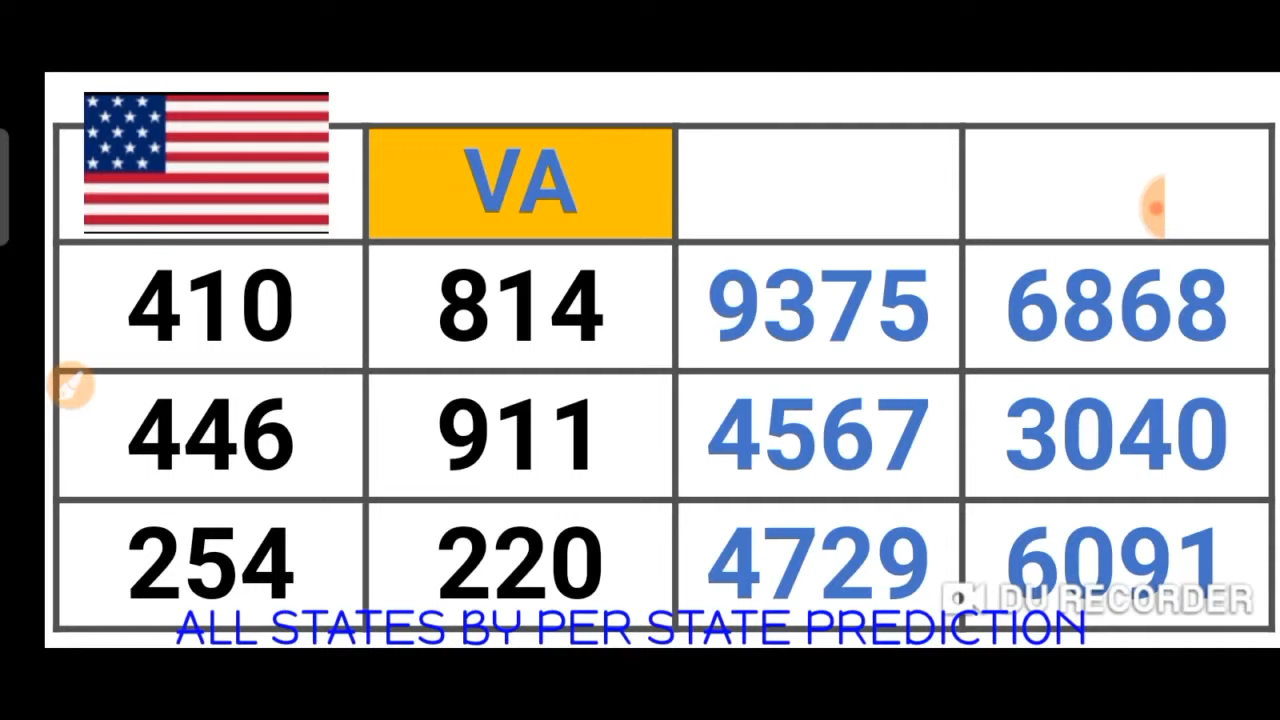 VA
410 814 9375 6868
446 911 4567 3040
254 220 4729 6091
DU RECORDER
ALL STATES BY PER STATE PREDICTION